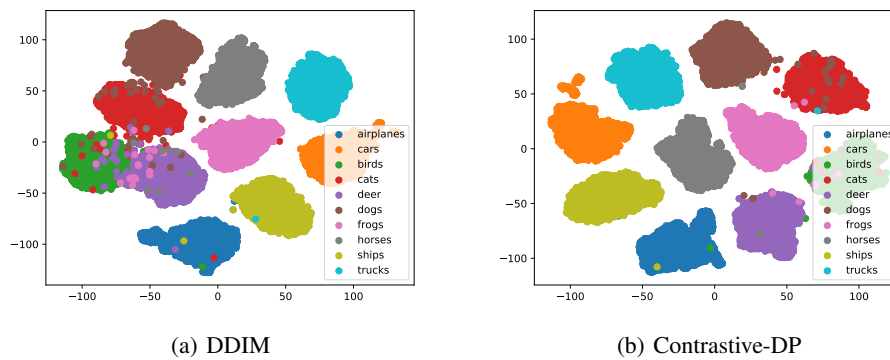 100
50
0
−50
−100
−100
−50
0
50
100
airplanes
cars
birds
cats
deer
dogs
frogs
horses
ships
trucks
(a) DDIM
100
50
0
−50
−100
−100
−50
0
50
100
airplanes
cars
birds
cats
deer
dogs
frogs
horses
ships
trucks
(b) Contrastive-DP